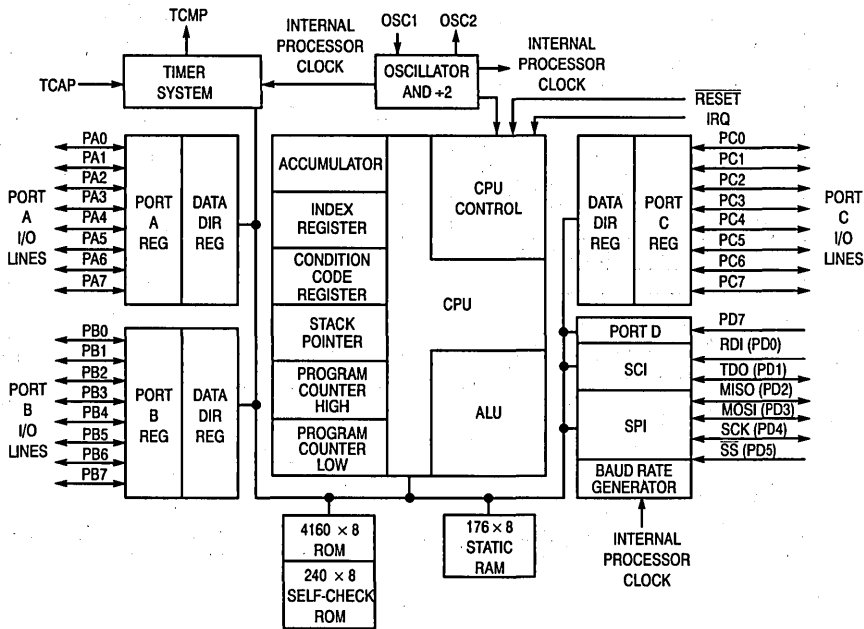 TCMP
OSC1
OSC2
INTERNAL
PROCESSOR
CLOCK
INTERNAL
PROCESSOR
CLOCK
TCAP
TIMER
SYSTEM
OSCILLATOR
AND ÷2
RESET
IRQ
PORT
A
I/O
LINES
PA0
PA1
PA2
PA3
PA4
PA5
PA6
PA7
PORT
A
REG
DATA
DIR
REG
ACCUMULATOR
INDEX
REGISTER
CONDITION
CODE
REGISTER
STACK
POINTER
PROGRAM
COUNTER
HIGH
PROGRAM
COUNTER
LOW
CPU
CONTROL
CPU
ALU
DATA
DIR
REG
PORT
C
REG
PC0
PC1
PC2
PC3
PC4
PC5
PC6
PC7
PORT
C
I/O
LINES
PORT
B
I/O
LINES
PB0
PB1
PB2
PB3
PB4
PB5
PB6
PB7
PORT
B
REG
DATA
DIR
REG
PORT D
SCI
SPI
BAUD RATE
GENERATOR
PD7
RDI (PD0)
TDO (PD1)
MISO (PD2)
MOSI (PD3)
SCK (PD4)
SS (PD5)
INTERNAL
PROCESSOR
CLOCK
4160 × 8
ROM
240 × 8
SELF-CHECK
ROM
176 × 8
STATIC
RAM